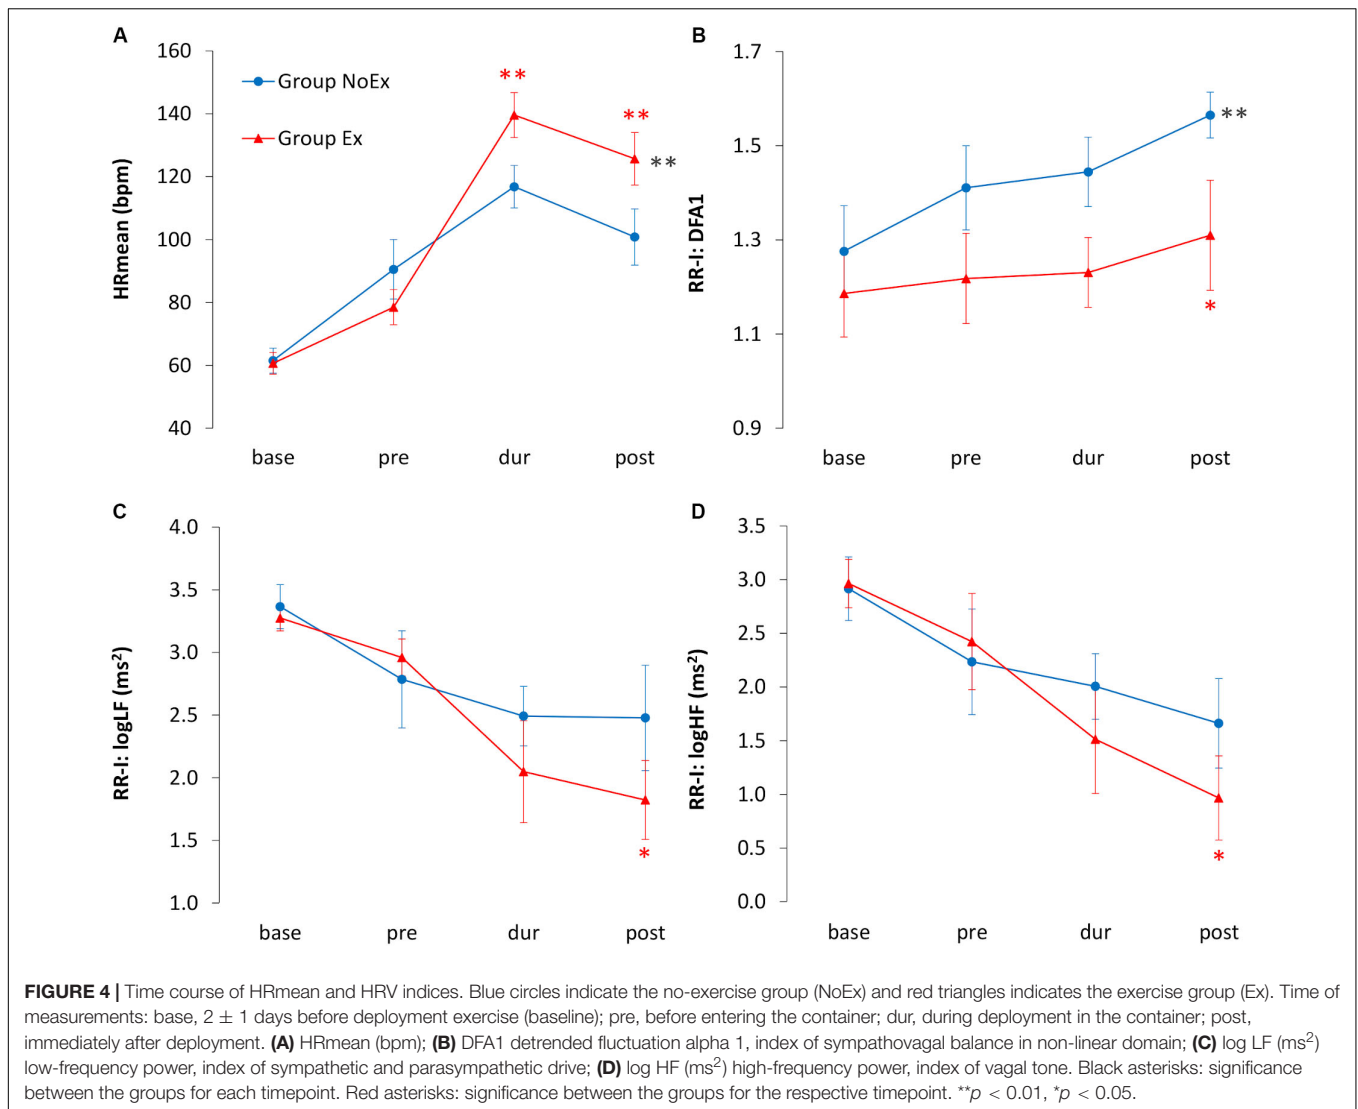 A
160
140
120
100
80
60
40
HRmean (bpm)
Group NoEx
Group Ex
**
**
**
base pre dur post
B
1.7
1.5
1.3
1.1
0.9
RR-I: DFA1
**
*
base pre dur post
C
4.0
3.5
3.0
2.5
2.0
1.5
1.0
RR-I: logLF (ms²)
*
base pre dur post
D
3.5
3.0
2.5
2.0
1.5
1.0
0.5
0.0
RR-I: logHF (ms²)
*
base pre dur post
FIGURE 4 | Time course of HRmean and HRV indices. Blue circles indicate the no-exercise group (NoEx) and red triangles indicates the exercise group (Ex). Time of
measurements: base, 2 ± 1 days before deployment exercise (baseline); pre, before entering the container; dur, during deployment in the container; post,
immediately after deployment. (A) HRmean (bpm); (B) DFA1 detrended fluctuation alpha 1, index of sympathovagal balance in non-linear domain; (C) log LF (ms²)
low-frequency power, index of sympathetic and parasympathetic drive; (D) log HF (ms²) high-frequency power, index of vagal tone. Black asterisks: significance
between the groups for each timepoint. Red asterisks: significance between the groups for the respective timepoint. **p < 0.01, *p < 0.05.